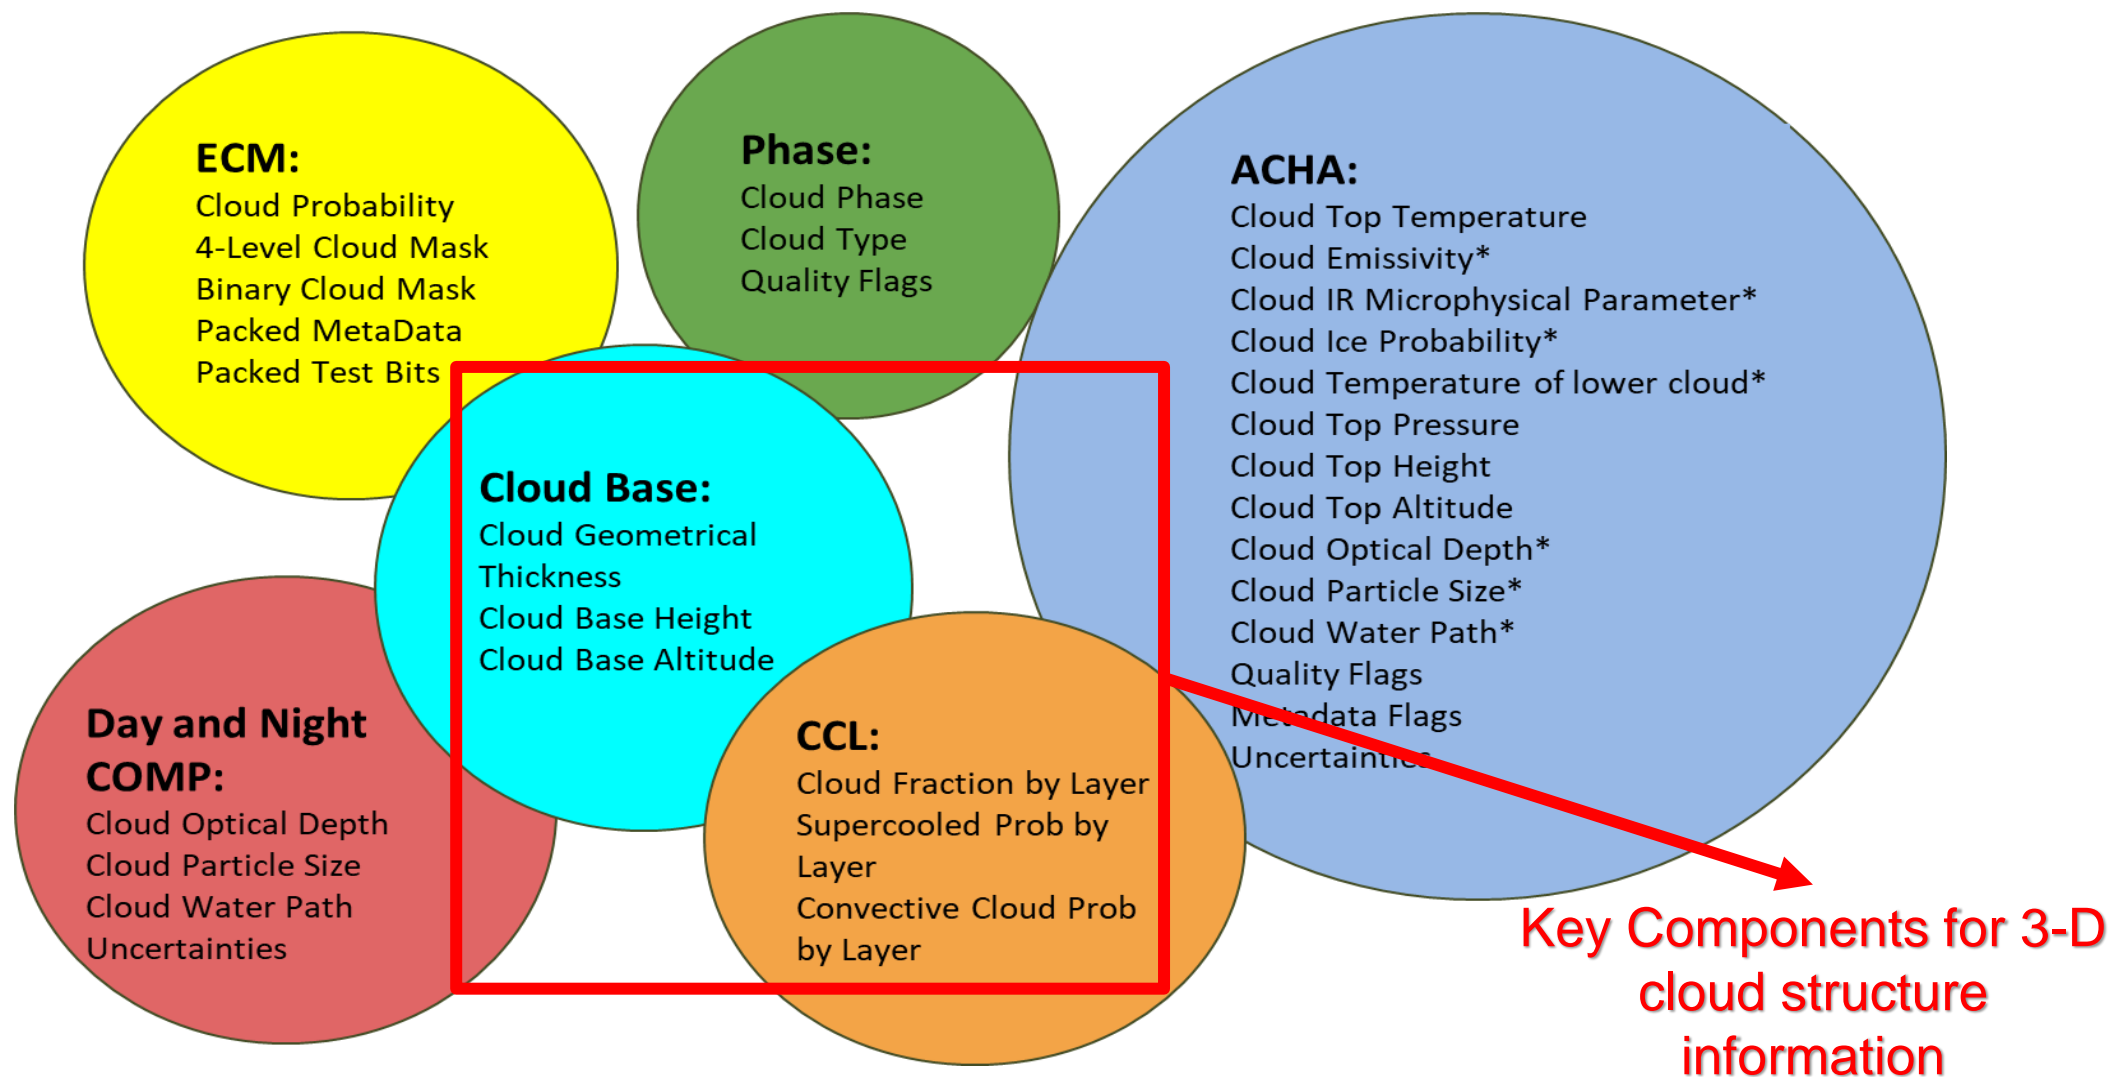 ECM:
Cloud Probability
4-Level Cloud Mask
Binary Cloud Mask
Packed MetaData
Packed Test Bits
Phase:
Cloud Phase
Cloud Type
Quality Flags
ACHA:
Cloud Top Temperature
Cloud Emissivity*
Cloud IR Microphysical Parameter*
Cloud Ice Probability*
Cloud Temperature of lower cloud*
Cloud Top Pressure
Cloud Top Height
Cloud Top Altitude
Cloud Optical Depth*
Cloud Particle Size*
Cloud Water Path*
Quality Flags
Metadata Flags
Uncertainties
Cloud Base:
Cloud Geometrical
Thickness
Cloud Base Height
Cloud Base Altitude
Day and Night
COMP:
Cloud Optical Depth
Cloud Particle Size
Cloud Water Path
Uncertainties
CCL:
Cloud Fraction by Layer
Supercooled Prob by
Layer
Convective Cloud Prob
by Layer
Key Components for 3-D
cloud structure
information